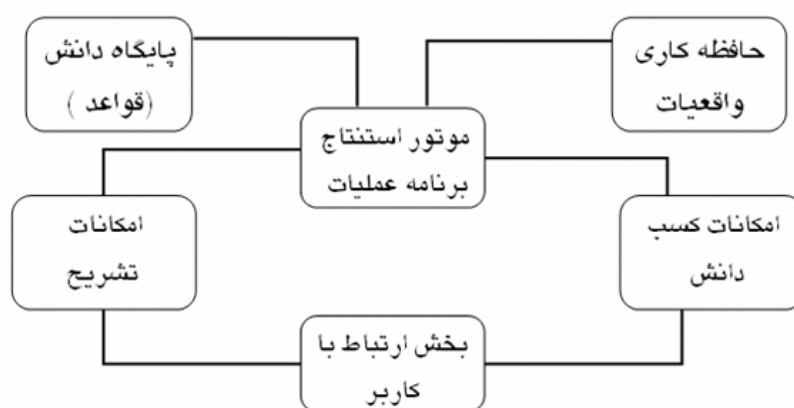 حافظه کاری
واقعیات
پایگاه دانش
(قواعد )
موتور استنتاج
برنامه عملیات
امکانات کسب
دانش
امکانات
تشریح
بخش ارتباط با
کاربر